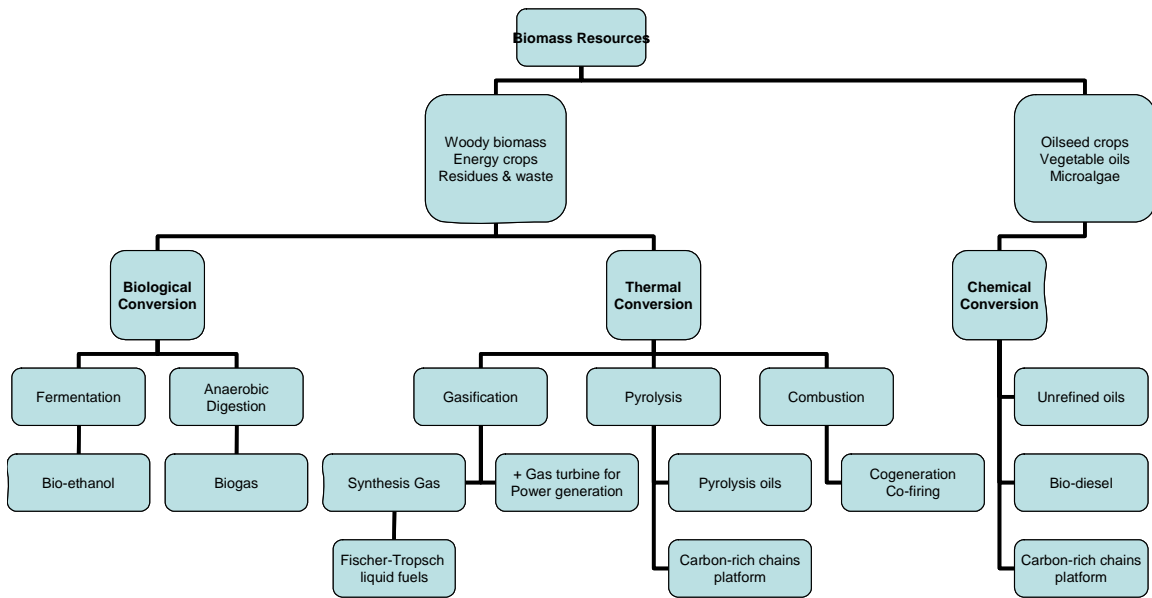 Biomass Resources
Woody biomass
Energy crops
Residues & waste
Oilseed crops
Vegetable oils
Microalgae
Biological
Conversion
Thermal
Conversion
Chemical
Conversion
Fermentation
Anaerobic
Digestion
Gasification
Pyrolysis
Combustion
Unrefined oils
Bio-ethanol
Biogas
Synthesis Gas
+ Gas turbine for
Power generation
Pyrolysis oils
Cogeneration
Co-firing
Bio-diesel
Fischer-Tropsch
liquid fuels
Carbon-rich chains
platform
Carbon-rich chains
platform